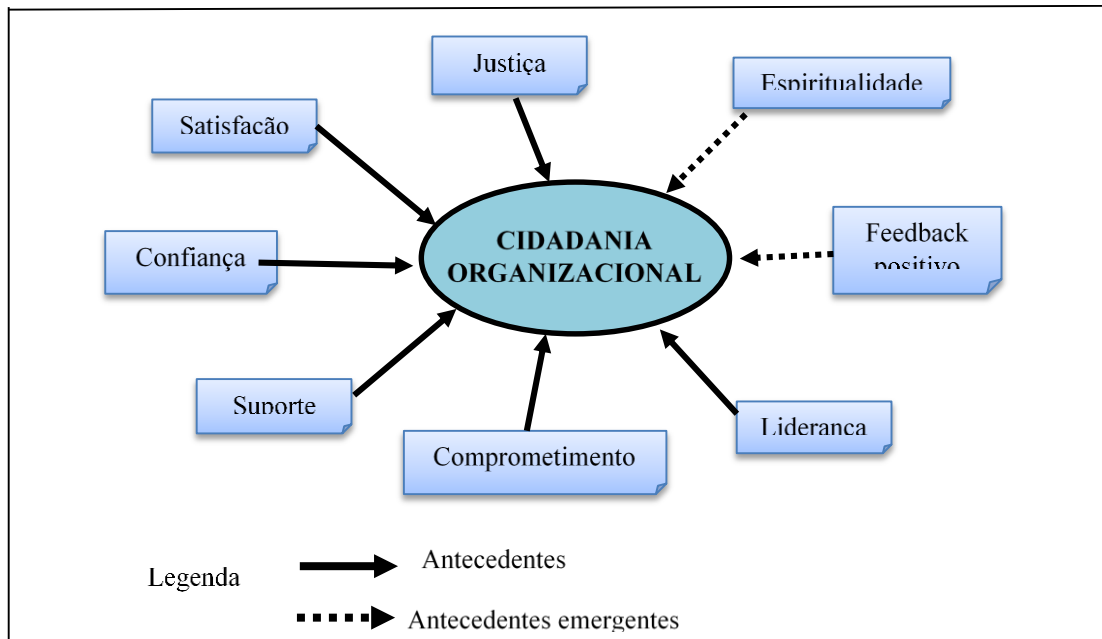 Justiça
Espiritualidade
Satisfação
CIDADANIA
ORGANIZACIONAL
Feedback
positivo
Confiança
Suporte
Comprometimento
Liderança
Legenda
Antecedentes
Antecedentes emergentes